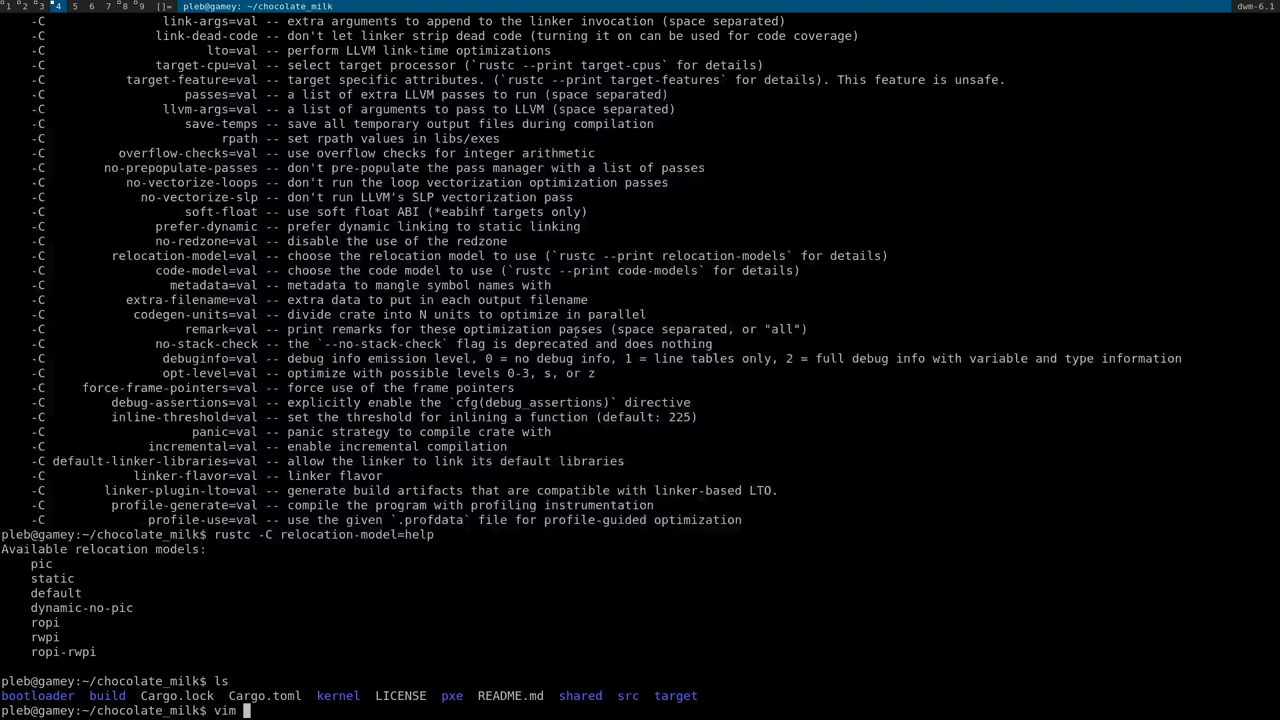 1 2 3 4 5 6 7 8 9 []= pleb@gamey: ~/chocolate_milk dwm-6.1
-C link-args=val -- extra arguments to append to the linker invocation (space separated)
-C link-dead-code -- don't let linker strip dead code (turning it on can be used for code coverage)
-C lto=val -- perform LLVM link-time optimizations
-C target-cpu=val -- select target processor (`rustc --print target-cpus` for details)
-C target-feature=val -- target specific attributes. (`rustc --print target-features` for details). This feature is unsafe.
-C passes=val -- a list of extra LLVM passes to run (space separated)
-C llvm-args=val -- a list of arguments to pass to LLVM (space separated)
-C save-temps -- save all temporary output files during compilation
-C rpath -- set rpath values in libs/exes
-C overflow-checks=val -- use overflow checks for integer arithmetic
-C no-prepopulate-passes -- don't pre-populate the pass manager with a list of passes
-C no-vectorize-loops -- don't run the loop vectorization optimization passes
-C no-vectorize-slp -- don't run LLVM's SLP vectorization pass
-C soft-float -- use soft float ABI (*eabihf targets only)
-C prefer-dynamic -- prefer dynamic linking to static linking
-C no-redzone=val -- disable the use of the redzone
-C relocation-model=val -- choose the relocation model to use (`rustc --print relocation-models` for details)
-C code-model=val -- choose the code model to use (`rustc --print code-models` for details)
-C metadata=val -- metadata to mangle symbol names with
-C extra-filename=val -- extra data to put in each output filename
-C codegen-units=val -- divide crate into N units to optimize in parallel
-C remark=val -- print remarks for these optimization passes (space separated, or "all")
-C no-stack-check -- the `--no-stack-check` flag is deprecated and does nothing
-C debuginfo=val -- debug info emission level, 0 = no debug info, 1 = line tables only, 2 = full debug info with variable and type information
-C opt-level=val -- optimize with possible levels 0-3, s, or z
-C force-frame-pointers=val -- force use of the frame pointers
-C debug-assertions=val -- explicitly enable the `cfg(debug_assertions)` directive
-C inline-threshold=val -- set the threshold for inlining a function (default: 225)
-C panic=val -- panic strategy to compile crate with
-C incremental=val -- enable incremental compilation
-C default-linker-libraries=val -- allow the linker to link its default libraries
-C linker-flavor=val -- linker flavor
-C linker-plugin-lto=val -- generate build artifacts that are compatible with linker-based LTO.
-C profile-generate=val -- compile the program with profiling instrumentation
-C profile-use=val -- use the given `.profdata` file for profile-guided optimization
pleb@gamey:~/chocolate_milk$ rustc -C relocation-model=help
Available relocation models:
pic
static
default
dynamic-no-pic
ropi
rwpi
ropi-rwpi
pleb@gamey:~/chocolate_milk$ ls
bootloader build Cargo.lock Cargo.toml kernel LICENSE pxe README.md shared src target
pleb@gamey:~/chocolate_milk$ vim